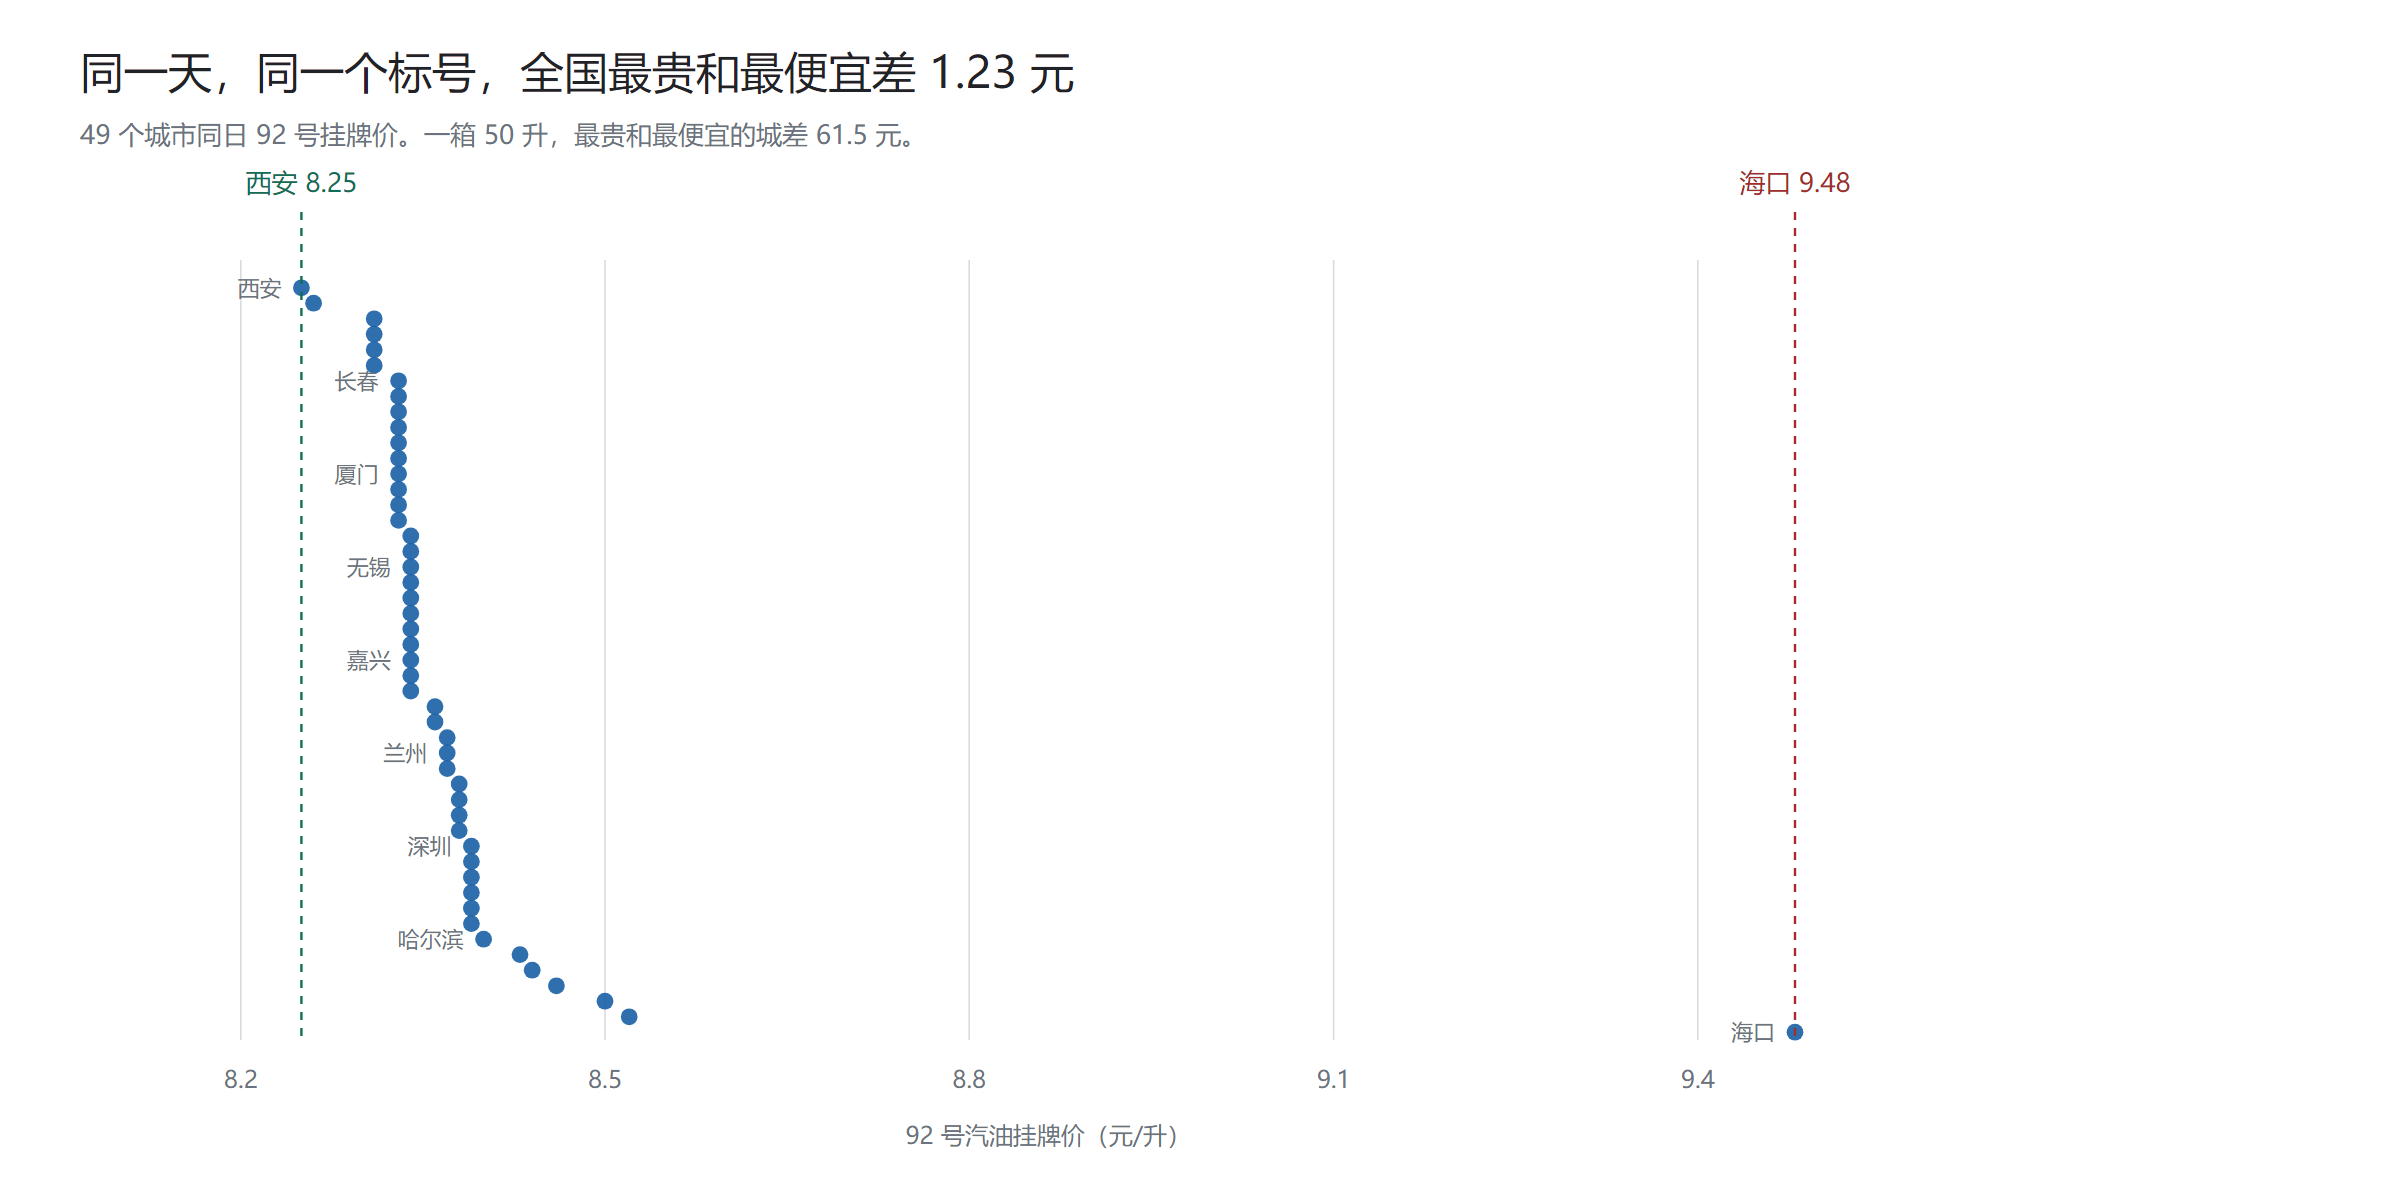 同一天，同一个标号，全国最贵和最便宜差 1.23 元
49 个城市同日 92 号挂牌价。一箱 50 升，最贵和最便宜的城差 61.5 元。
西安 8.25
海口 9.48
西安
长春
厦门
无锡
嘉兴
兰州
深圳
哈尔滨
海口
8.2
8.5
8.8
9.1
9.4
92 号汽油挂牌价（元/升）